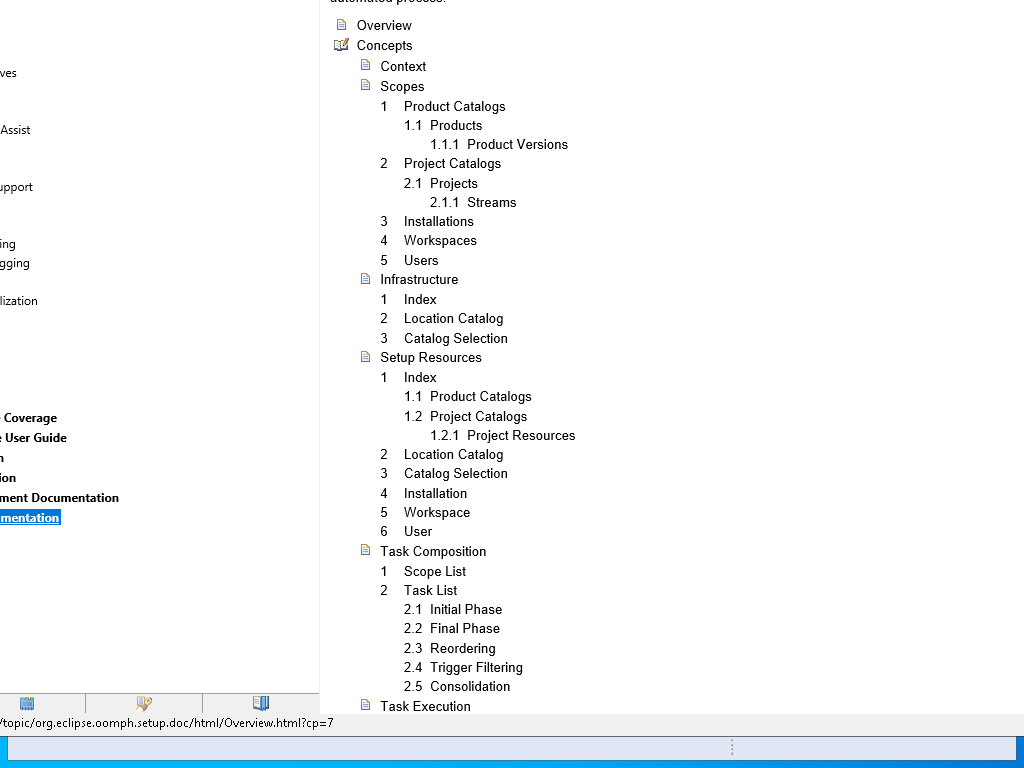 automated process.
Overview
Concepts
Context
Scopes
1 Product Catalogs
1.1 Products
1.1.1 Product Versions
2 Project Catalogs
2.1 Projects
2.1.1 Streams
3 Installations
4 Workspaces
5 Users
Infrastructure
1 Index
2 Location Catalog
3 Catalog Selection
Setup Resources
1 Index
1.1 Product Catalogs
1.2 Project Catalogs
1.2.1 Project Resources
2 Location Catalog
3 Catalog Selection
4 Installation
5 Workspace
6 User
Task Composition
1 Scope List
2 Task List
2.1 Initial Phase
2.2 Final Phase
2.3 Reordering
2.4 Trigger Filtering
2.5 Consolidation
Task Execution
ves
Assist
upport
ing
gging
lization
Coverage
User Guide
n
ion
ment Documentation
mentation
/topic/org.eclipse.oomph.setup.doc/html/Overview.html?cp=7